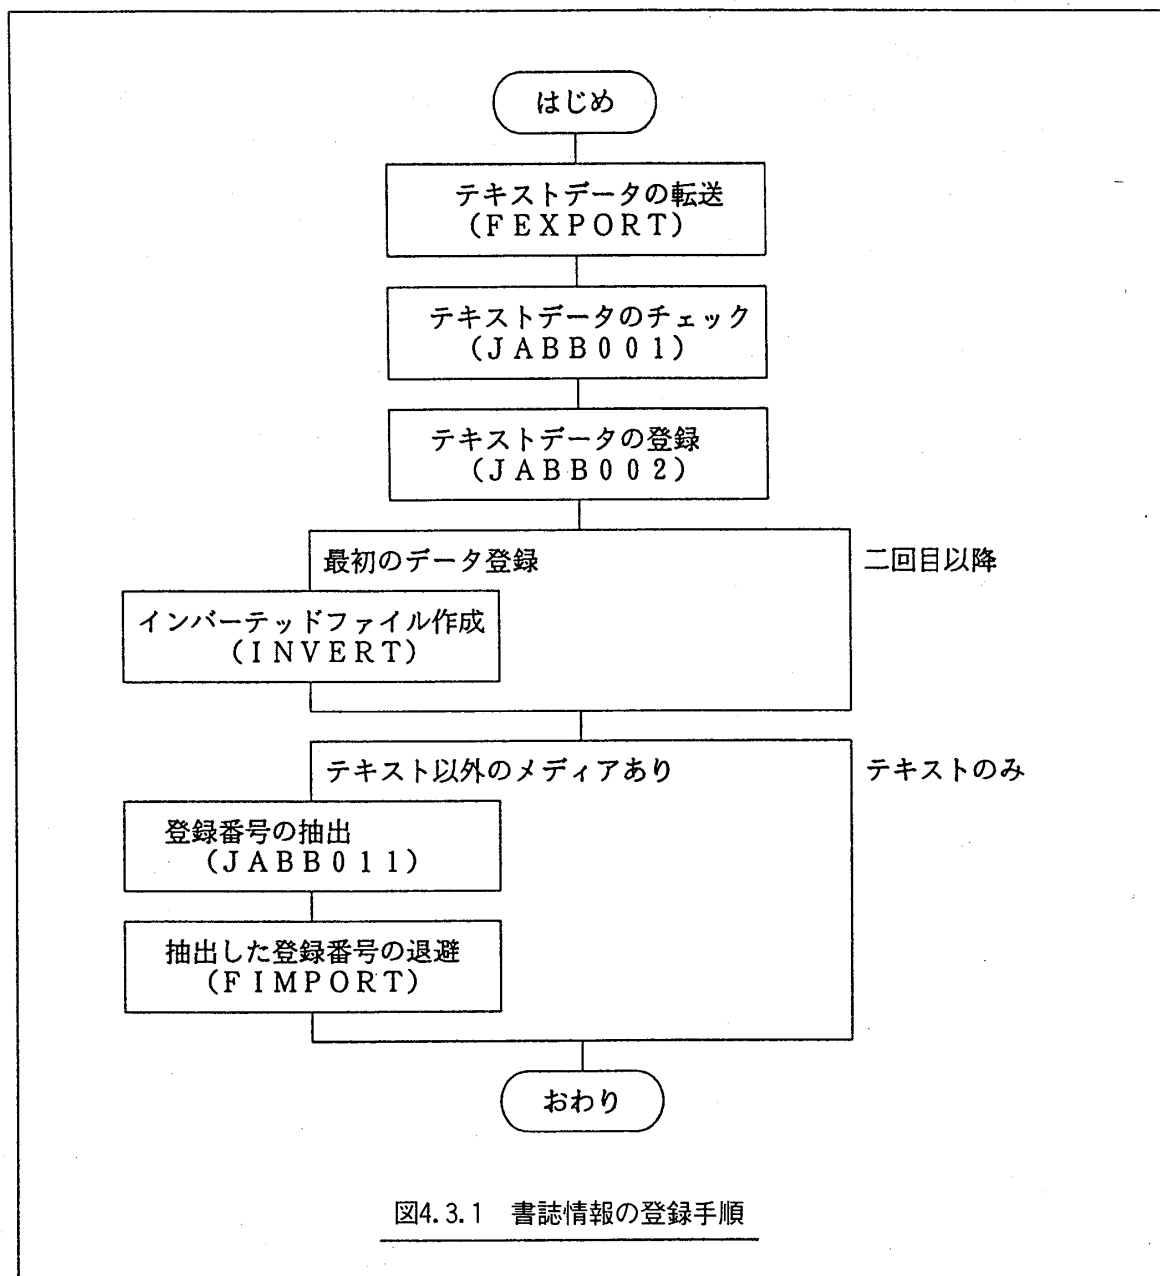 はじめ
テキストデータの転送
（FEXPORT）
テキストデータのチェック
（JABB001）
テキストデータの登録
（JABB002）
最初のデータ登録
二回目以降
インバーテッドファイル作成
（INVERT）
テキスト以外のメディアあり
テキストのみ
登録番号の抽出
（JABB011）
抽出した登録番号の退避
（FIMPORT）
おわり
図4.3.1 書誌情報の登録手順